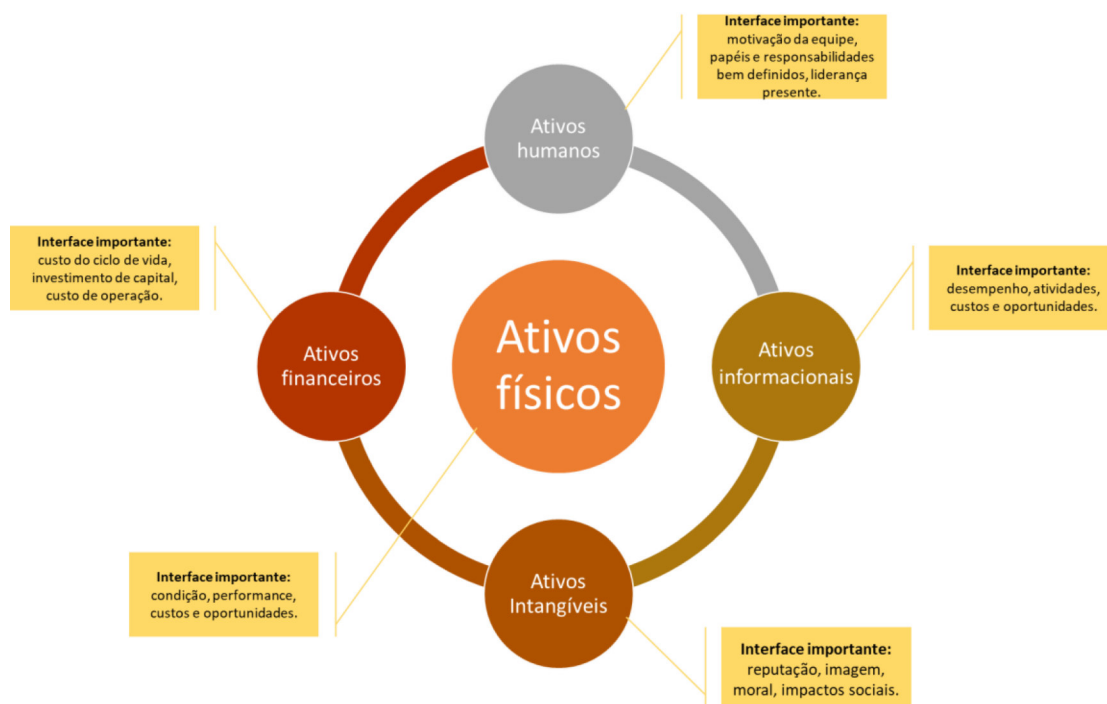 Interface importante:
motivação da equipe,
papéis e responsabilidades
bem definidos, liderança
presente.
Ativos
humanos
Interface importante:
custo do ciclo de vida,
investimento de capital,
custo de operação.
Interface importante:
desempenho, atividades,
custos e oportunidades.
Ativos
financeiros
Ativos
físicos
Ativos
informacionais
Interface importante:
condição, performance,
custos e oportunidades.
Ativos
Intangíveis
Interface importante:
reputação, imagem,
moral, impactos sociais.